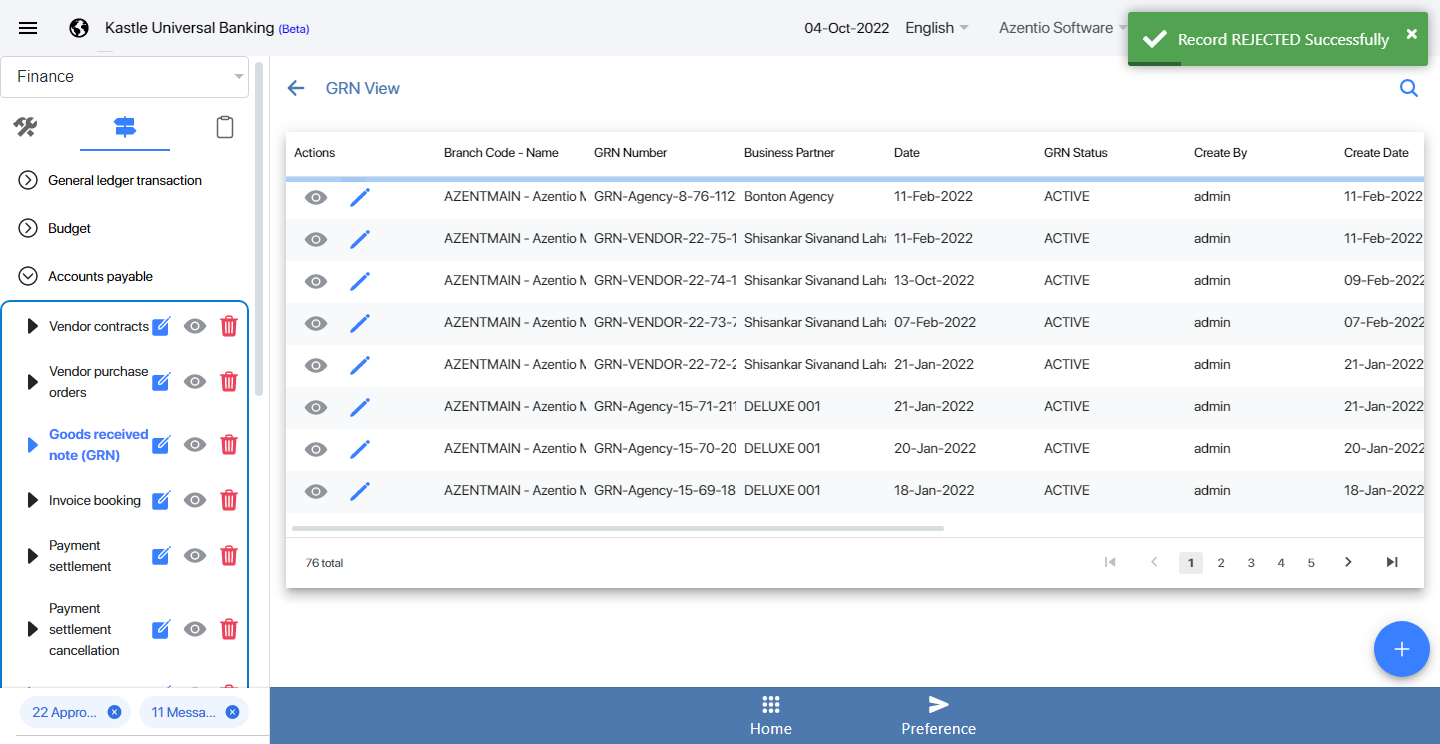 Kastle Universal Banking (Beta)
04-Oct-2022 English Azentio Software
Record REJECTED Successfully
Finance
GRN View
General ledger transaction
Budget
Accounts payable
Vendor contracts
Vendor purchase
orders
Goods received
note (GRN)
Invoice booking
Payment
settlement
Payment
settlement
cancellation
22 Appro... 11 Messa...
Actions Branch Code - Name GRN Number Business Partner Date GRN Status Create By Create Date
AZENTMAIN - Azentio M GRN-Agency-8-76-112 Bonton Agency 11-Feb-2022 ACTIVE admin 11-Feb-2022
AZENTMAIN - Azentio M GRN-VENDOR-22-75-1 Shisankar Sivanand Laha 11-Feb-2022 ACTIVE admin 11-Feb-2022
AZENTMAIN - Azentio M GRN-VENDOR-22-74-1 Shisankar Sivanand Laha 13-Oct-2022 ACTIVE admin 09-Feb-2022
AZENTMAIN - Azentio M GRN-VENDOR-22-73-7 Shisankar Sivanand Laha 07-Feb-2022 ACTIVE admin 07-Feb-2022
AZENTMAIN - Azentio M GRN-VENDOR-22-72-2 Shisankar Sivanand Laha 21-Jan-2022 ACTIVE admin 21-Jan-2022
AZENTMAIN - Azentio M GRN-Agency-15-71-211 DELUXE 001 21-Jan-2022 ACTIVE admin 21-Jan-2022
AZENTMAIN - Azentio M GRN-Agency-15-70-20 DELUXE 001 20-Jan-2022 ACTIVE admin 20-Jan-2022
AZENTMAIN - Azentio M GRN-Agency-15-69-18 DELUXE 001 18-Jan-2022 ACTIVE admin 18-Jan-2022
76 total 1 2 3 4 5
Home Preference